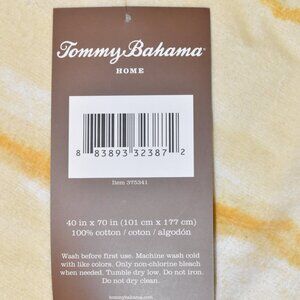 Tommy Bahama
HOME
8 83893 32387 2
Item 375341
40 in x 70 in (101 cm x 177 cm)
100% cotton / coton / algodón
Wash before first use. Machine wash cold
with like colors. Only non-chlorine bleach
when needed. Tumble dry low. Do not iron.
Do not dry clean.
tommybahama.com